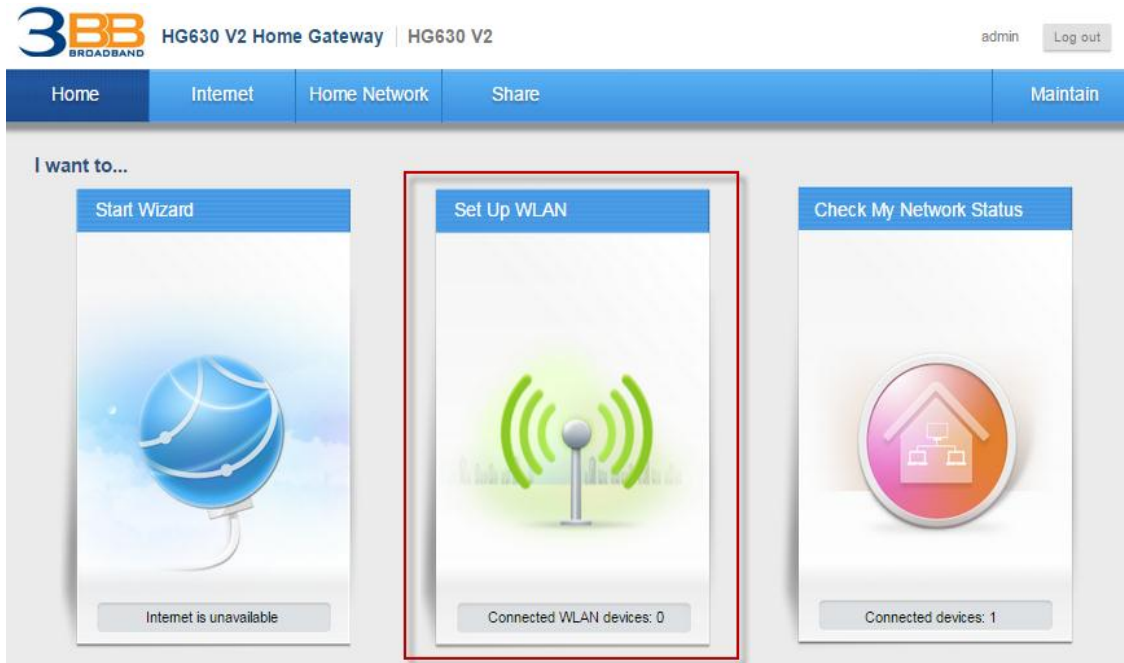 3BB
BROADBAND
HG630 V2 Home Gateway | HG630 V2
admin
Log out
Home
Internet
Home Network
Share
Maintain
I want to...
Start Wizard
Set Up WLAN
Check My Network Status
Internet is unavailable
Connected WLAN devices: 0
Connected devices: 1